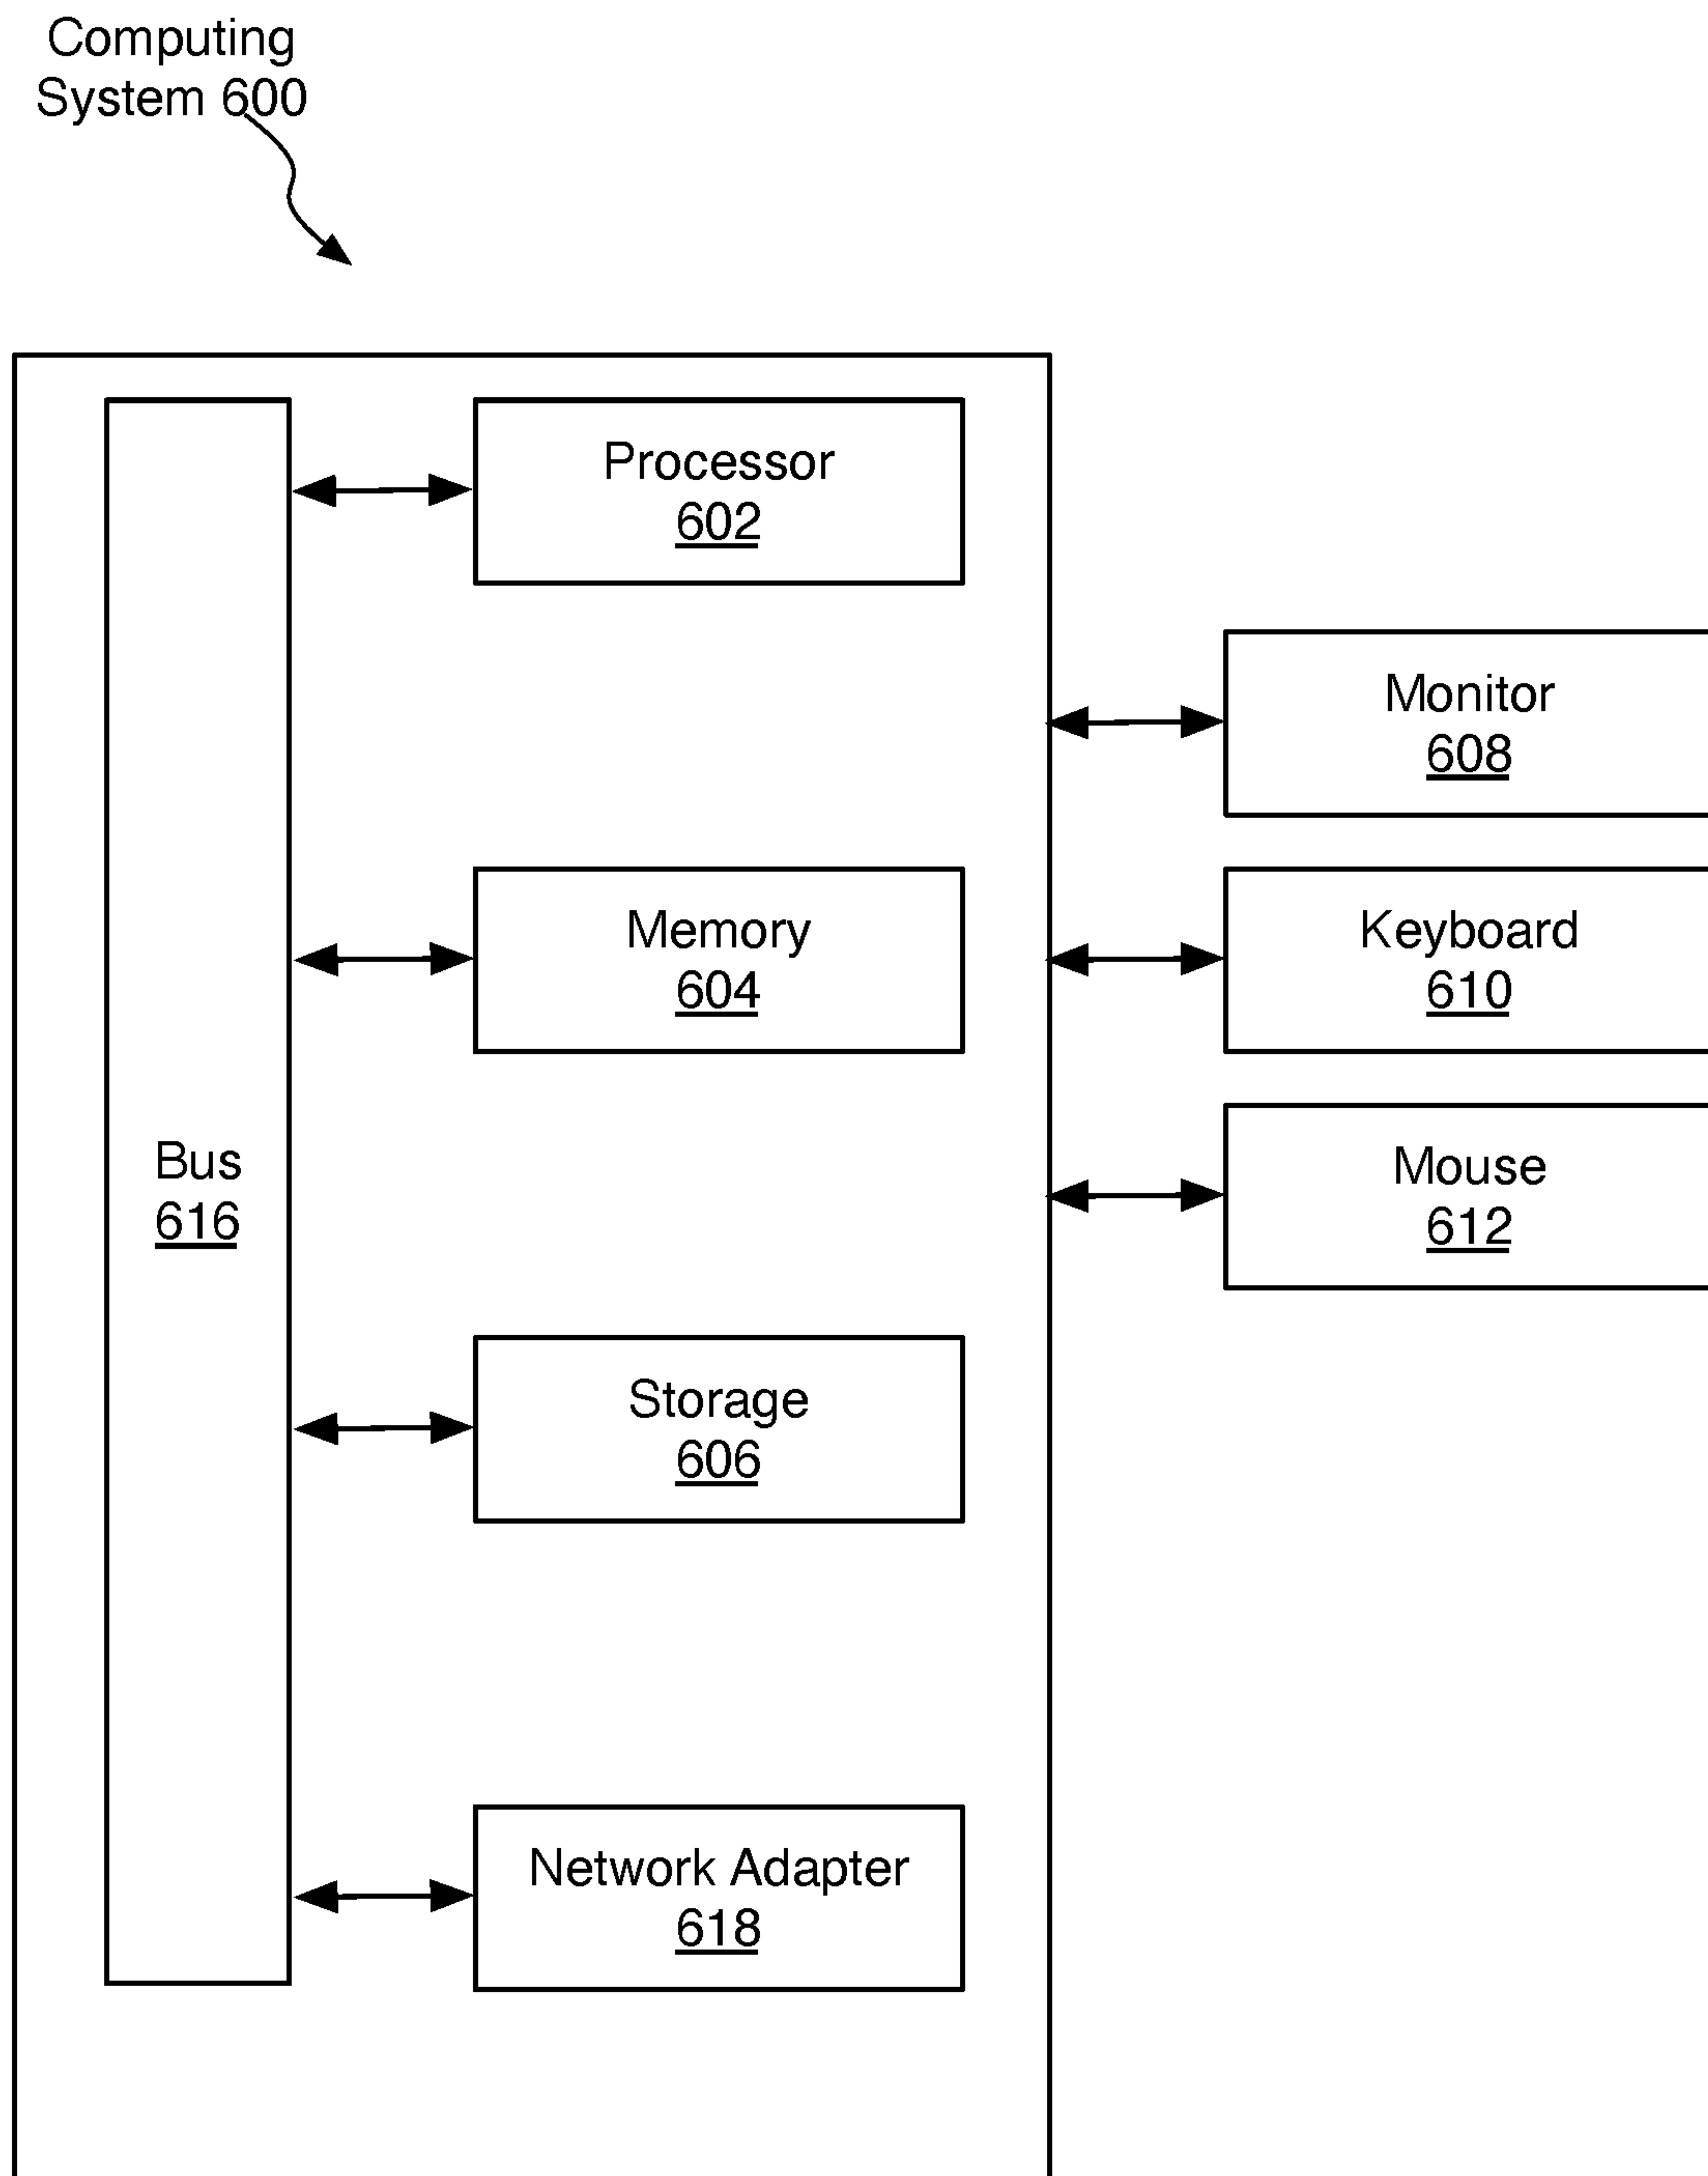 Computing
System 600
Processor
602
Monitor
608
Memory
604
Keyboard
610
Bus
616
Mouse
612
Storage
606
Network Adapter
618